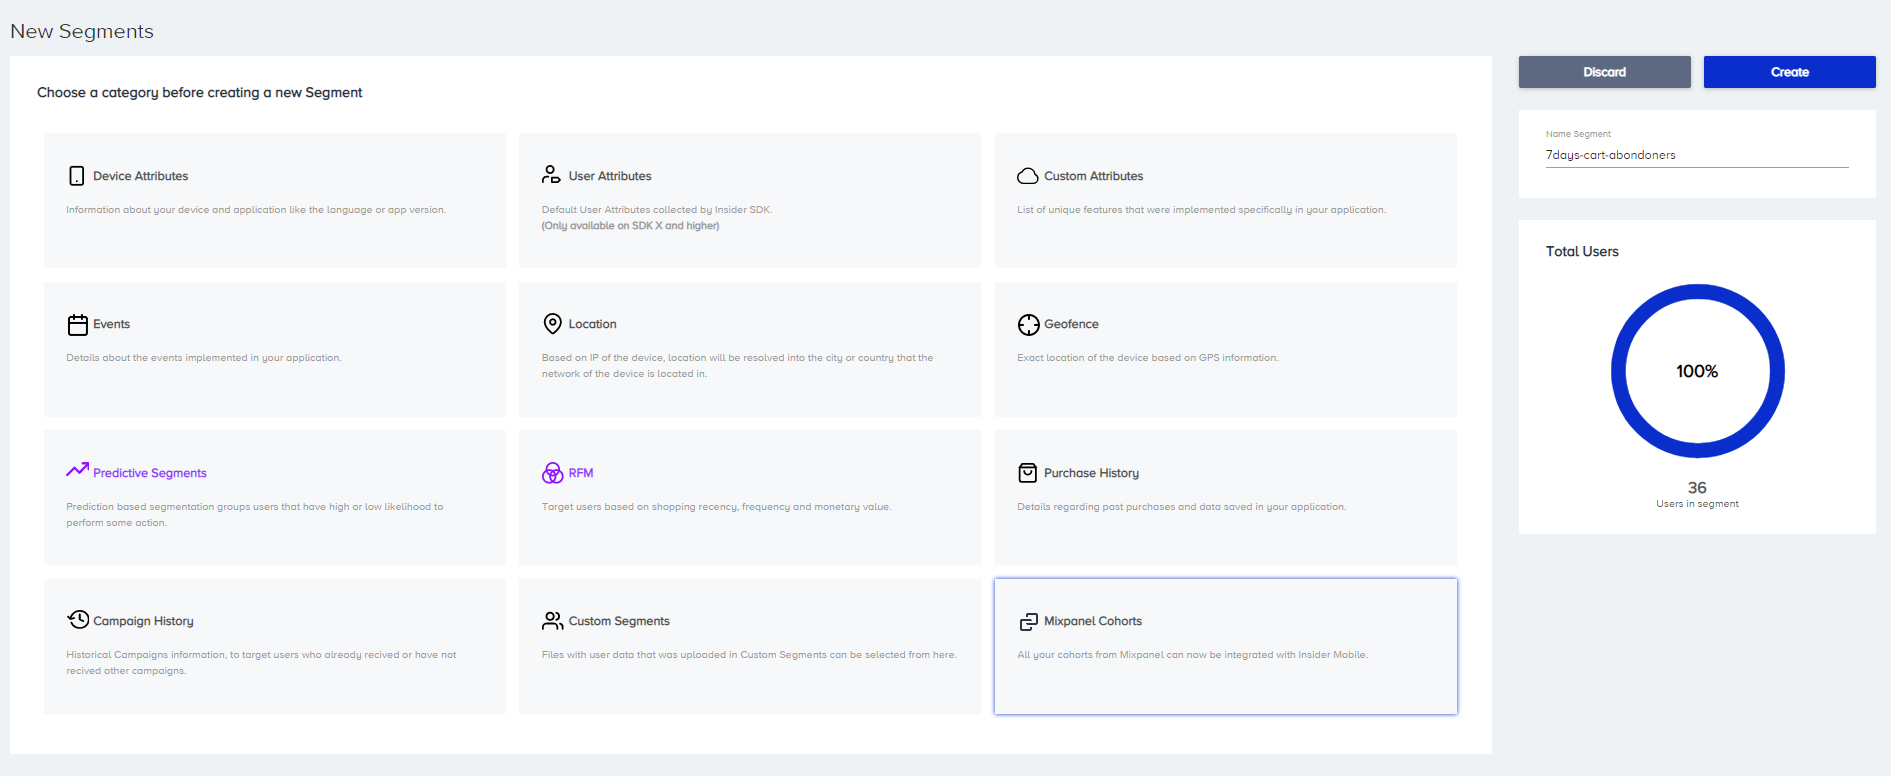 New Segments
Choose a category before creating a new Segment
Discard
Create
Device Attributes
Information about your device and application like the language or app version.
User Attributes
Default User Attributes collected by Insider SDK.
(Only available on SDK X and higher)
Custom Attributes
List of unique features that were implemented specifically in your application.
Events
Details about the events implemented in your application.
Location
Based on IP of the device, location will be resolved into the city or country that the
network of the device is located in.
Geofence
Exact location of the device based on GPS information.
Predictive Segments
Prediction based segmentation groups users that have high or low likelihood to
perform some action.
RFM
Target users based on shopping recency, frequency and monetary value.
Purchase History
Details regarding past purchases and data saved in your application.
Campaign History
Historical Campaigns information, to target users who already recived or have not
recived other campaigns.
Custom Segments
Files with user data that was uploaded in Custom Segments can be selected from here.
Mixpanel Cohorts
All your cohorts from Mixpanel can now be integrated with Insider Mobile.
Name Segment
7days-cart-abondoners
Total Users
100%
36
Users in segment